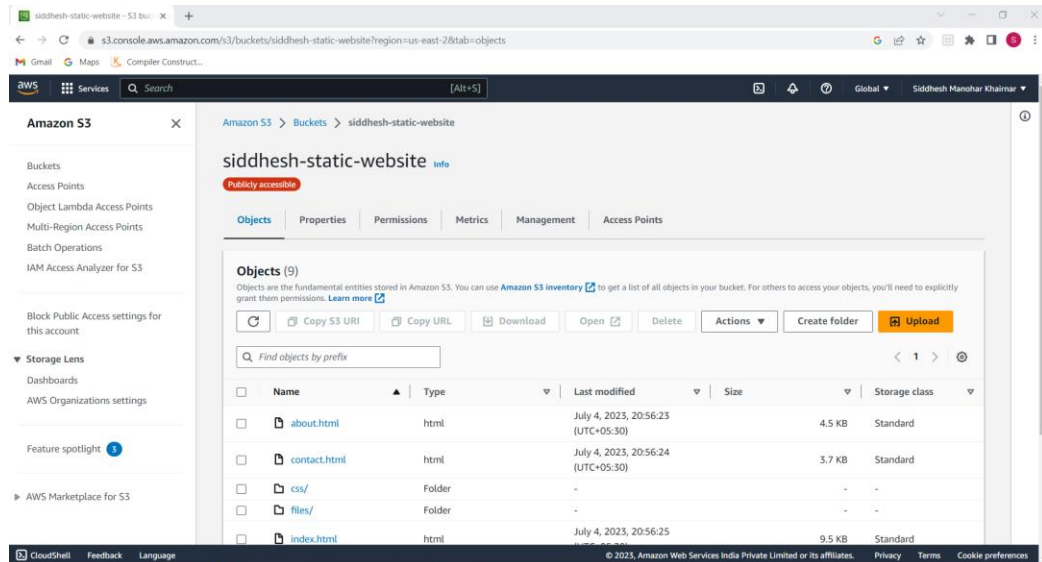 siddhesh-static-website - S3 buc
s3.console.aws.amazon.com/s3/buckets/siddhesh-static-website?region=us-east-2&tab=objects
G
S
Gmail
Maps
Compiler Construct...
aws
Services
Search
[Alt+S]
Global
Siddhesh Manohar Khairnar
Amazon S3
Buckets
Access Points
Object Lambda Access Points
Multi-Region Access Points
Batch Operations
IAM Access Analyzer for S3
Block Public Access settings for
this account
Storage Lens
Dashboards
AWS Organizations settings
Feature spotlight 3
AWS Marketplace for S3
Amazon S3 > Buckets > siddhesh-static-website
siddhesh-static-website Info
Publicly accessible
Objects Properties Permissions Metrics Management Access Points
Objects (9)
Objects are the fundamental entities stored in Amazon S3. You can use Amazon S3 inventory to get a list of all objects in your bucket. For others to access your objects, you'll need to explicitly
grant them permissions. Learn more
Copy S3 URI Copy URL Download Open Delete Actions Create folder Upload
Find objects by prefix
< 1 >
Name Type Last modified Size Storage class
about.html html July 4, 2023, 20:56:23 (UTC+05:30) 4.5 KB Standard
contact.html html July 4, 2023, 20:56:24 (UTC+05:30) 3.7 KB Standard
css/ Folder - - -
files/ Folder - - -
index.html html July 4, 2023, 20:56:25 9.5 KB Standard
CloudShell Feedback Language
© 2023, Amazon Web Services India Private Limited or its affiliates. Privacy Terms Cookie preferences